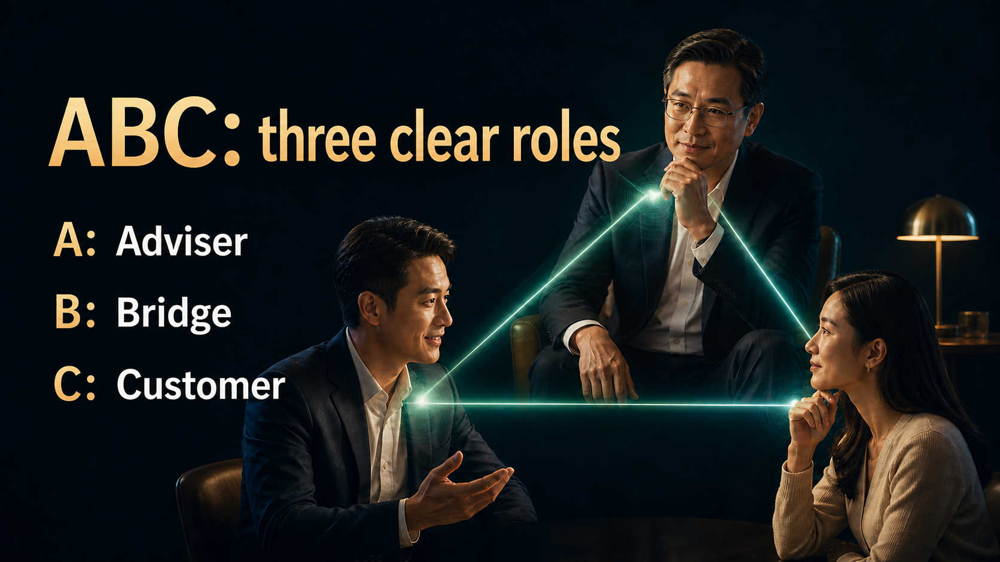 ABC: three clear roles
A: Adviser
B: Bridge
C: Customer